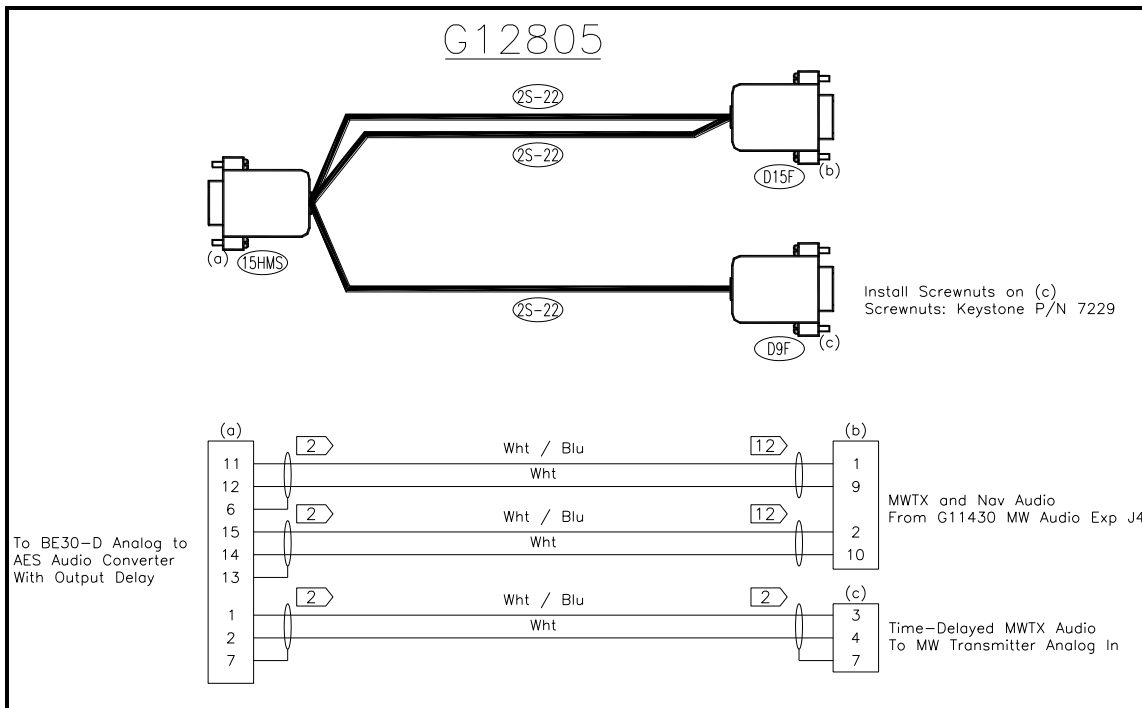 G12805
2S-22
2S-22
D15F
(b)
(a)
15HMS
2S-22
D9F
(c)
Install Screwnuts on (c)
Screwnuts: Keystone P/N 7229
(a)
(b)
2
Wht / Blu
12
11
1
Wht
12
9
6
2
Wht / Blu
12
15
2
Wht
14
10
13
MWTX and Nav Audio
From G11430 MW Audio Exp J4
To BE30-D Analog to
AES Audio Converter
With Output Delay
(c)
2
Wht / Blu
2
1
3
Wht
2
4
7
7
Time-Delayed MWTX Audio
To MW Transmitter Analog In